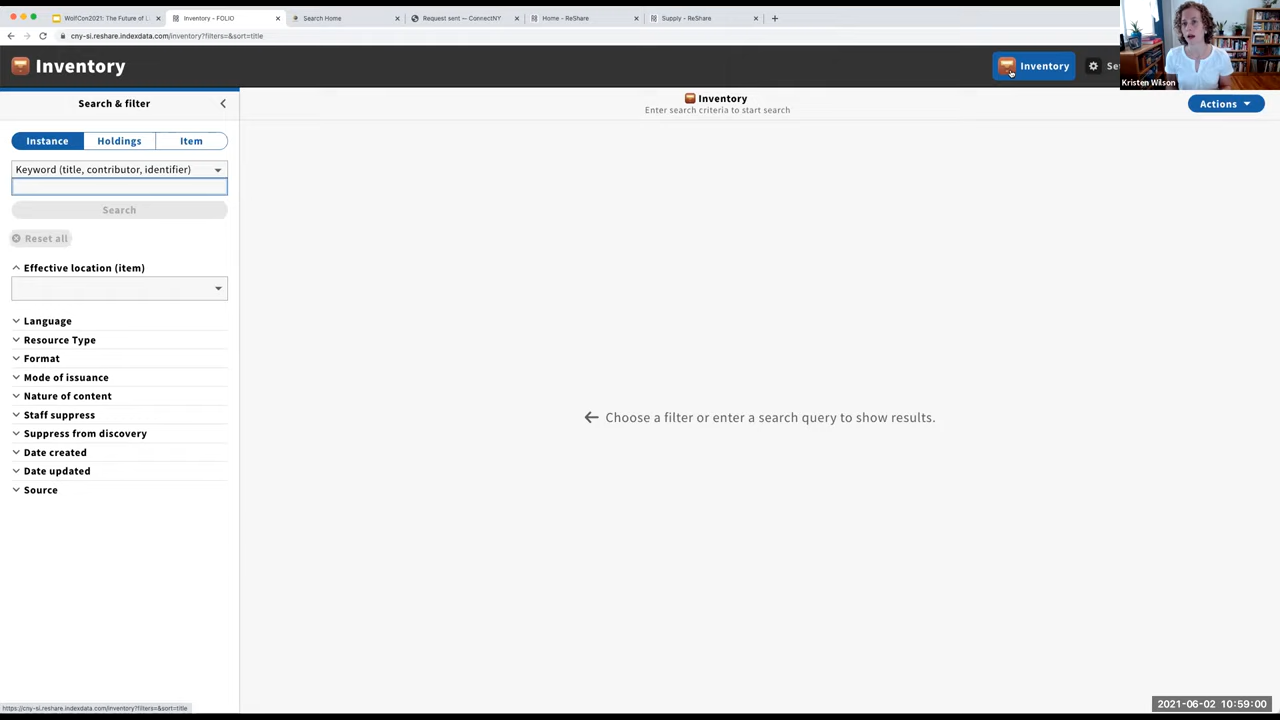 WolfCon2021: The Future of L
Inventory - FOLIO
Search Home
Request sent — ConnectNY
Home - ReShare
Supply - ReShare
cny-si.reshare.indexdata.com/inventory?filters=&sort=title
Inventory
Inventory
Kristen Wilson
Search & filter
Inventory
Enter search criteria to start search
Actions
Instance
Holdings
Item
Keyword (title, contributor, identifier)
Search
Reset all
Effective location (item)
Language
Resource Type
Format
Mode of issuance
Nature of content
Staff suppress
Suppress from discovery
Date created
Date updated
Source
Choose a filter or enter a search query to show results.
https://cny-si.reshare.indexdata.com/inventory?filters=&sort=title
2021-06-02 10:59:00